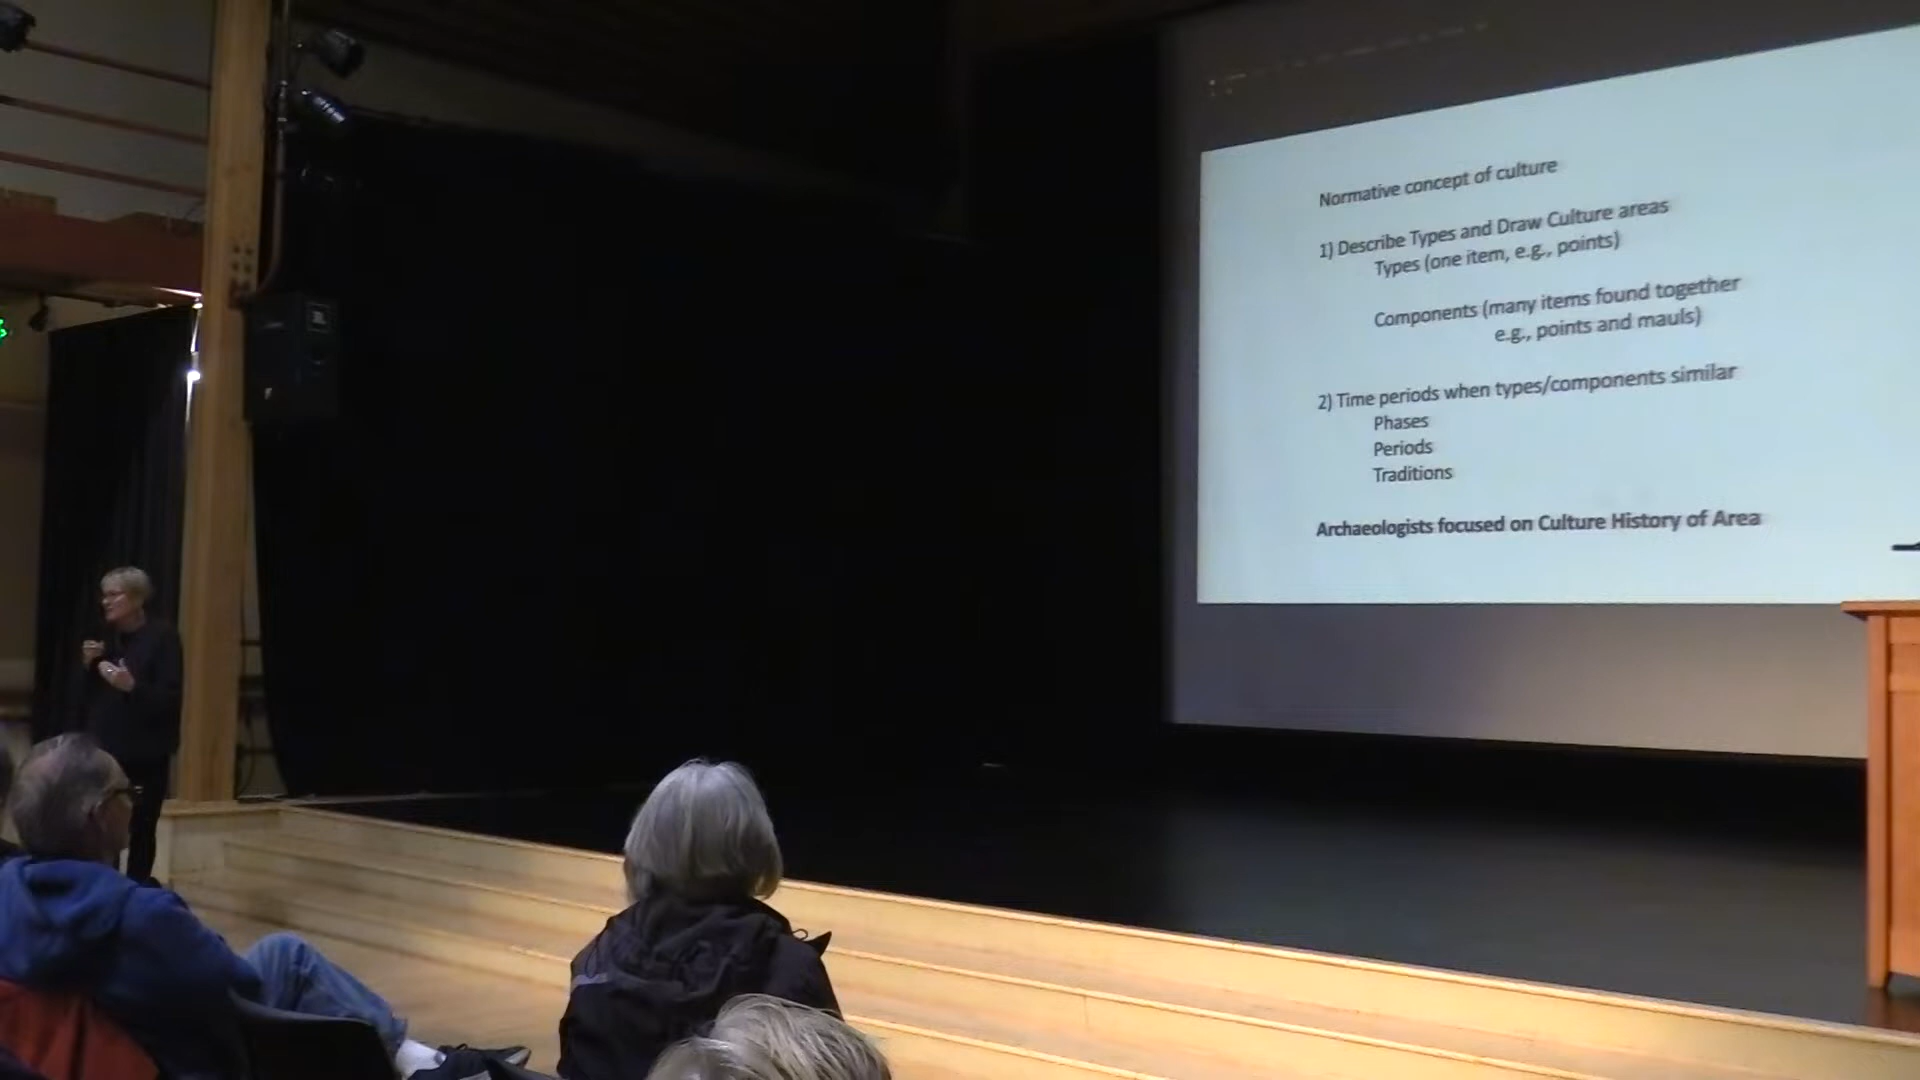 Normative concept of culture
1) Describe Types and Draw Culture areas
Types (one item, e.g., points)
Components (many items found together
e.g., points and mauls)
2) Time periods when types/components similar
Phases
Periods
Traditions
Archaeologists focused on Culture History of Area